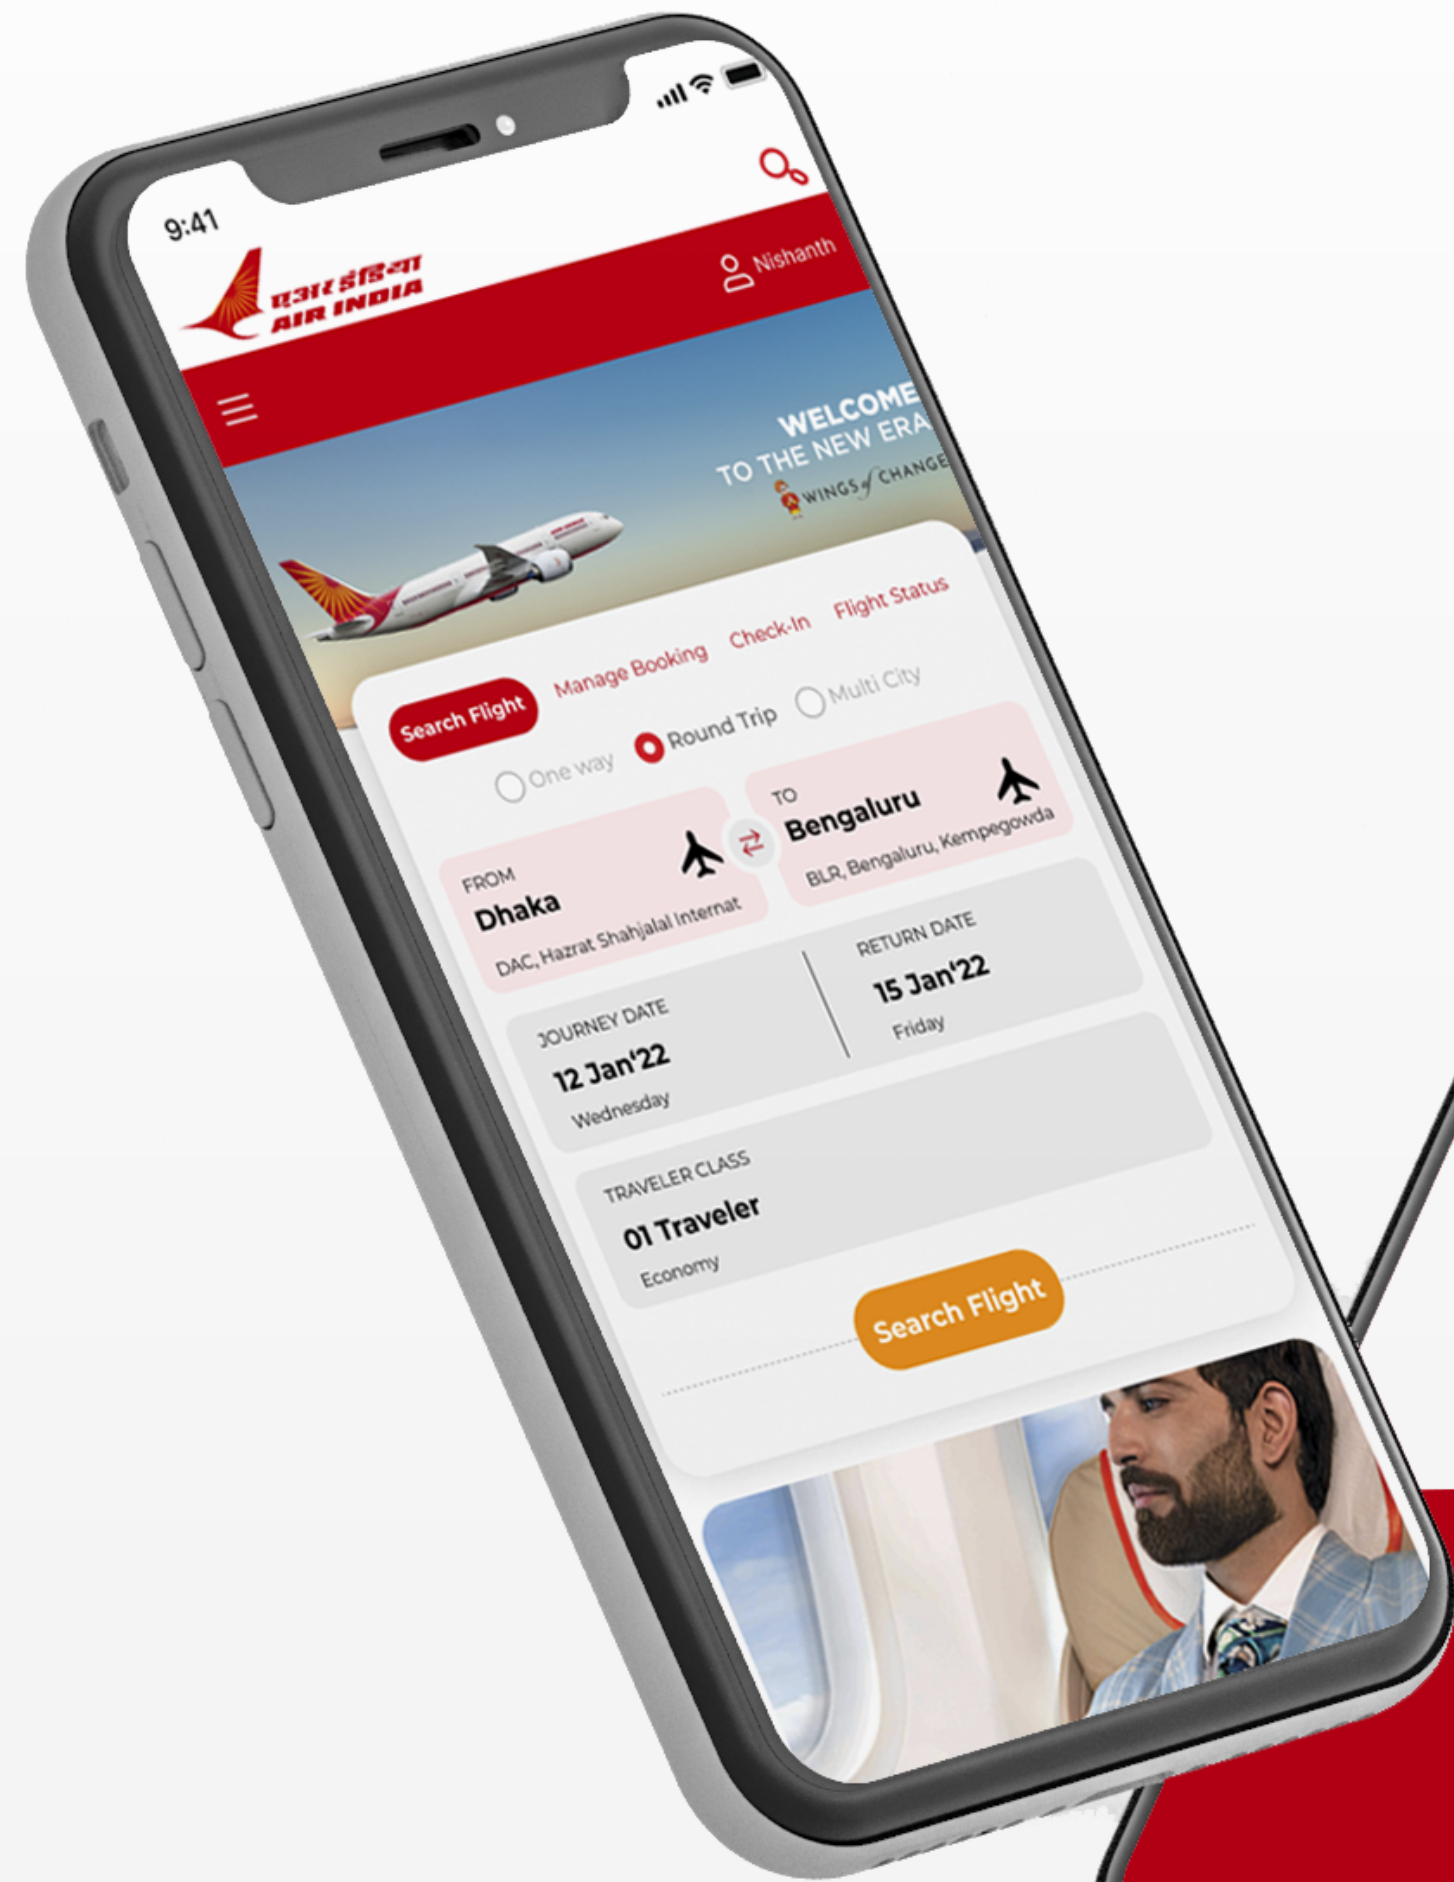 9:41
एअर इंडिया
AIR INDIA
Nishanth
WELCOME
TO THE NEW ERA
WINGS of CHANGE
Search Flight
Manage Booking
Check-In
Flight Status
One way
Round Trip
Multi City
FROM
Dhaka
DAC, Hazrat Shahjalal Internat
TO
Bengaluru
BLR, Bengaluru, Kempegowda
JOURNEY DATE
12 Jan'22
Wednesday
RETURN DATE
15 Jan'22
Friday
TRAVELER CLASS
01 Traveler
Economy
Search Flight